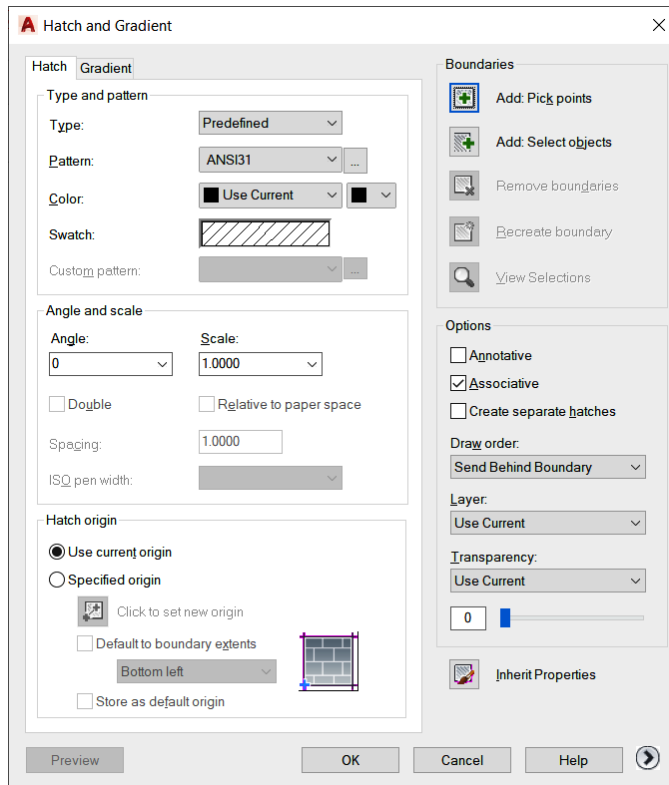 Hatch and Gradient
Hatch
Gradient
Type and pattern
Type:
Predefined
Pattern:
ANSI31
...
Color:
Use Current
Swatch:
Custom pattern:
...
Angle and scale
Angle:
Scale:
0
1.0000
Double
Relative to paper space
Spacing:
1.0000
ISO pen width:
Hatch origin
Use current origin
Specified origin
Click to set new origin
Default to boundary extents
Bottom left
Store as default origin
Boundaries
Add: Pick points
Add: Select objects
Remove boundaries
Recreate boundary
View Selections
Options
Annotative
Associative
Create separate hatches
Draw order:
Send Behind Boundary
Layer:
Use Current
Transparency:
Use Current
0
Inherit Properties
Preview
OK
Cancel
Help